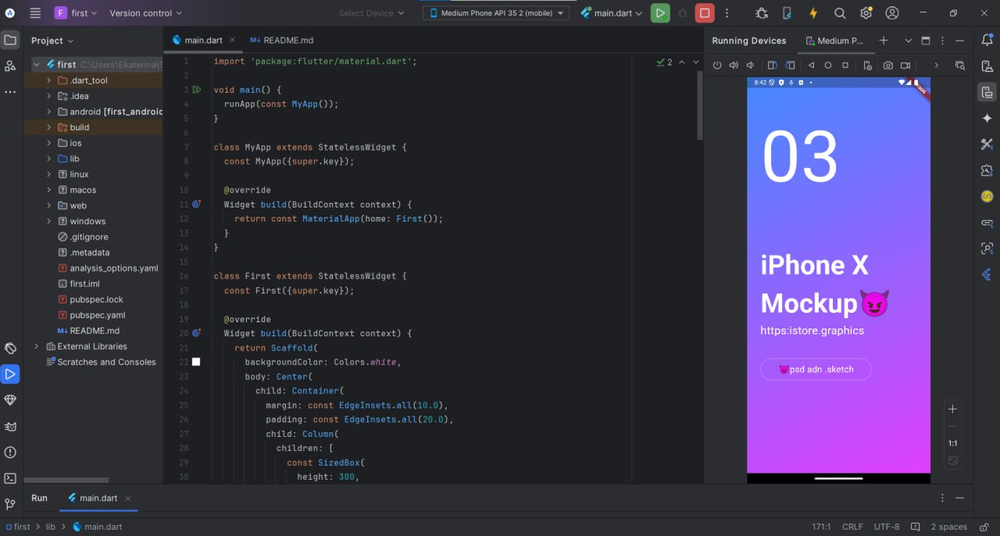 F first Version control Select Device Medium Phone API 35 2 (mobile) main.dart
Project
first C:\Users\Ekaterina\S
.dart_tool
.idea
android [first_androic
build
ios
lib
linux
macos
web
windows
.gitignore
.metadata
analysis_options.yaml
first.iml
pubspec.lock
pubspec.yaml
README.md
External Libraries
Scratches and Consoles
main.dart README.md
2
1 import 'package:flutter/material.dart';
2
3 void main() {
4 runApp(const MyApp());
5 }
6
7 class MyApp extends StatelessWidget {
8 const MyApp({super.key});
9
10 @override
11 Widget build(BuildContext context) {
12 return const MaterialApp(home: First());
13 }
14 }
15
16 class First extends StatelessWidget {
17 const First({super.key});
18
19 @override
20 Widget build(BuildContext context) {
21 return Scaffold(
22 backgroundColor: Colors.white,
23 body: Center(
24 child: Container(
25 margin: const EdgeInsets.all(10.0),
26 padding: const EdgeInsets.all(20.0),
27 child: Column(
28 children: [
29 const SizedBox(
30 height: 300,
Running Devices Medium P...
8:42
03
iPhone X
Mockup😈
https:istore.graphics
😈psd adn .sketch
1:1
Run main.dart
first > lib > main.dart 171:1 CRLF UTF-8 2 spaces